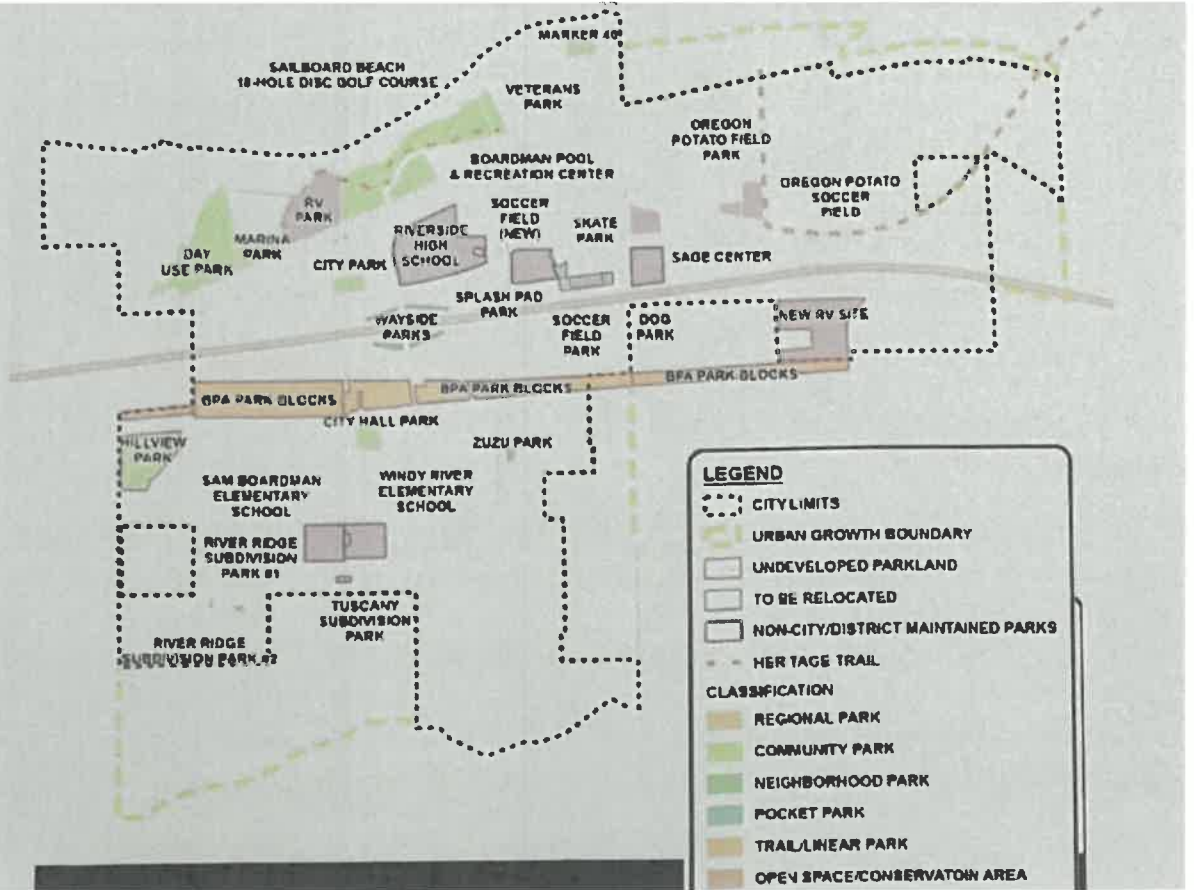 MARKER 40
SAILBOARD BEACH
18-HOLE DISC GOLF COURSE
VETERANS
PARK
OREGON
POTATO FIELD
PARK
BOARDMAN POOL
& RECREATION CENTER
OREGON POTATO
SOCCER
FIELD
RV
PARK
SOCCER
FIELD
(NEW)
SKATE
PARK
RIVERSIDE
HIGH
SCHOOL
MARINA
PARK
DAY
USE PARK
CITY PARK
SAGE CENTER
SPLASH PAD
PARK
WAYSIDE
PARKS
SOCCER
FIELD
PARK
DOG
PARK
NEW RV SITE
BPA PARK BLOCKS
BPA PARK BLOCKS
BPA PARK BLOCKS
CITY HALL PARK
HILLVIEW
PARK
ZUZU PARK
SAM BOARDMAN
ELEMENTARY
SCHOOL
WINDY RIVER
ELEMENTARY
SCHOOL
RIVER RIDGE
SUBDIVISION
PARK #1
TUSCANY
SUBDIVISION
PARK
RIVER RIDGE
SUBDIVISION PARK #2
LEGEND
CITY LIMITS
URBAN GROWTH BOUNDARY
UNDEVELOPED PARKLAND
TO BE RELOCATED
NON-CITY/DISTRICT MAINTAINED PARKS
HERITAGE TRAIL
CLASSIFICATION
REGIONAL PARK
COMMUNITY PARK
NEIGHBORHOOD PARK
POCKET PARK
TRAIL/LINEAR PARK
OPEN SPACE/CONSERVATOIN AREA